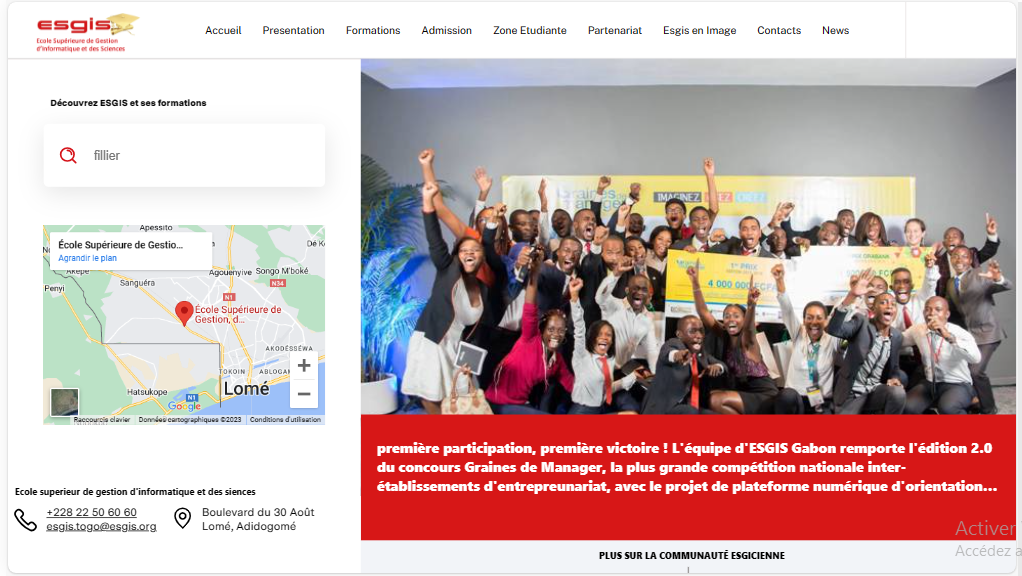 esgis
Ecole Supérieure de Gestion
d'Informatique et des Sciences
Accueil
Presentation
Formations
Admission
Zone Etudiante
Partenariat
Esgis en Image
Contacts
News
Découvrez ESGIS et ses formations
fillier
Apessito
École Supérieure de Gestio...
Agrandir le plan
Akepe
Dé K
Agouenyive
Songo M'boké
Penyi
Sanguéra
N34
N1
École Supérieure de
Gestion, d...
AKODÉSSÉWA
TOKOIN
ABLOGAM
Hatsukope
N1
Lomé
Google
Raccourcis clavier
Données cartographiques ©2023
Conditions d'utilisation
IMAGINEZ
1er PRIX
4 000 000 FCFA
première participation, première victoire ! L'équipe d'ESGIS Gabon remporte l'édition 2.0
du concours Graines de Manager, la plus grande compétition nationale inter-
établissements d'entrepreunariat, avec le projet de plateforme numérique d'orientation...
Ecole superieur de gestion d'informatique et des siences
+228 22 50 60 60
esgis.togo@esgis.org
Boulevard du 30 Août
Lomé, Adidogomé
Activer
Accédez a
PLUS SUR LA COMMUNAUTÉ ESGICIENNE